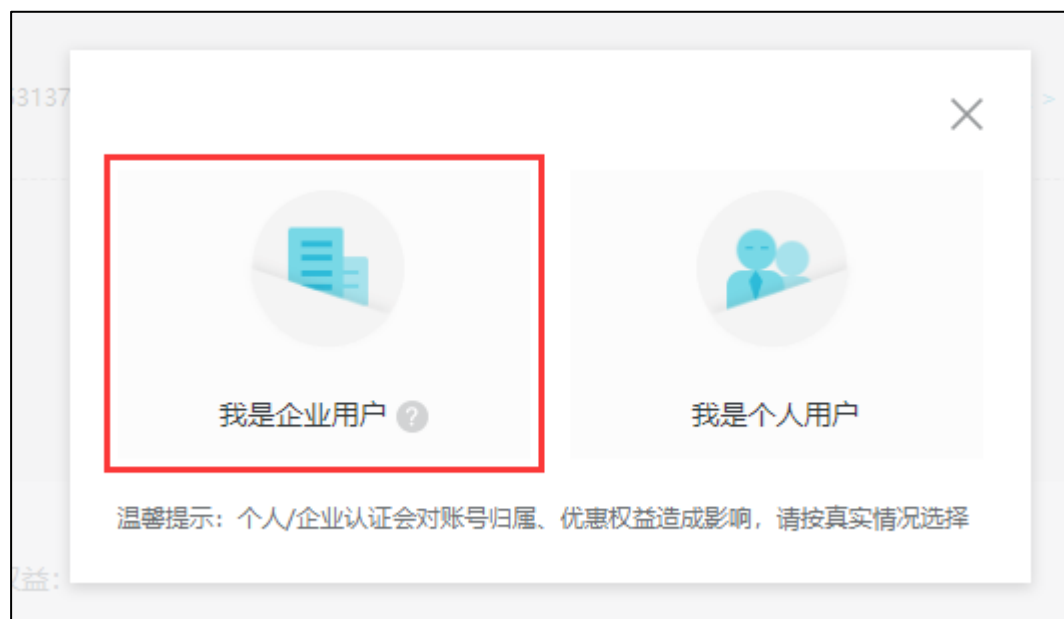 53137
>
我是企业用户 ?
我是个人用户
温馨提示：个人/企业认证会对账号归属、优惠权益造成影响，请按真实情况选择
益：